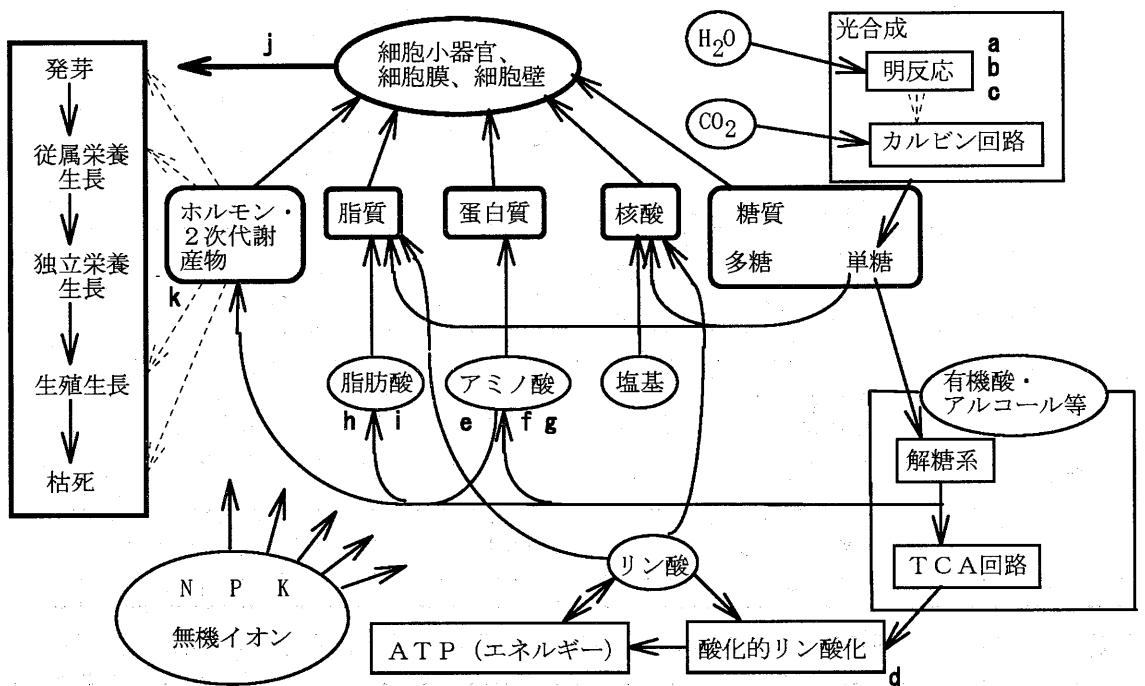 発芽
従属栄養
生長
独立栄養
生長
生殖生長
枯死
j
細胞小器官、
細胞膜、細胞壁
H₂O
CO₂
光合成
明反応
a
b
c
カルビン回路
ホルモン・
2次代謝
産物
k
脂質
蛋白質
核酸
糖質
多糖 単糖
脂肪酸
h i
アミノ酸
e f g
塩基
有機酸・
アルコール等
解糖系
TCA回路
リン酸
N P K
無機イオン
ATP(エネルギー)
酸化的リン酸化
d